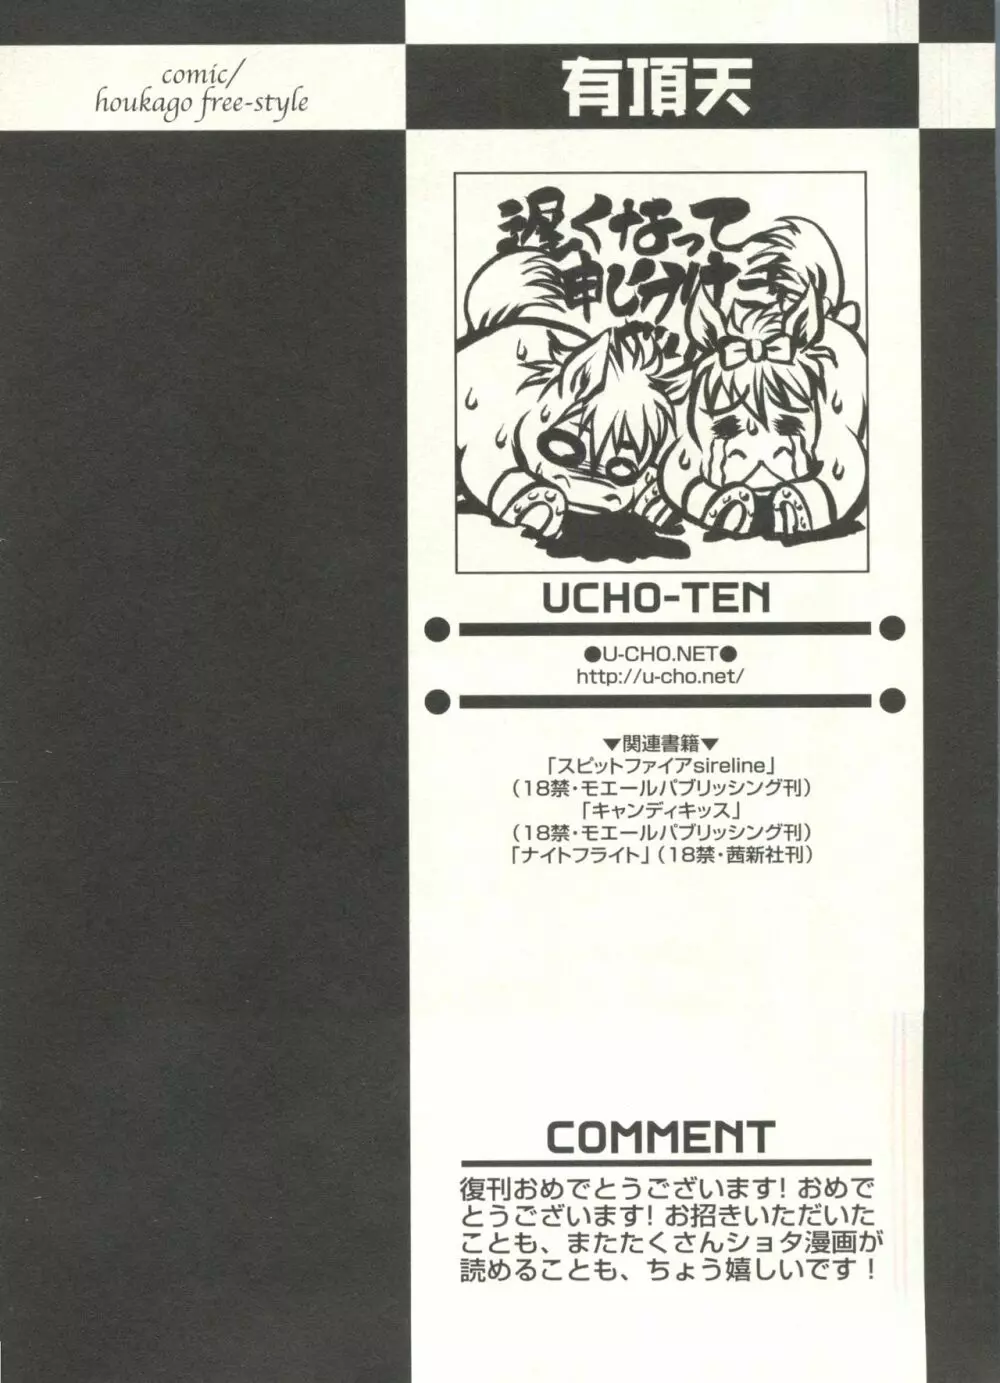 comic/
houkago free-style
有頂天
遅くなって
申し分け
UCHO-TEN
●U-CHO.NET●
http://u-cho.net/
▼関連書籍▼
「スピットファイアsireline」
（18禁・モエールパブリッシング刊）
「キャンディキッス」
（18禁・モエールパブリッシング刊）
「ナイトフライト」（18禁・茜新社刊）
COMMENT
復刊おめでとうございます！おめで
とうございます！お招きいただいた
ことも、またたくさんショタ漫画が
読めることも、ちょう嬉しいです！